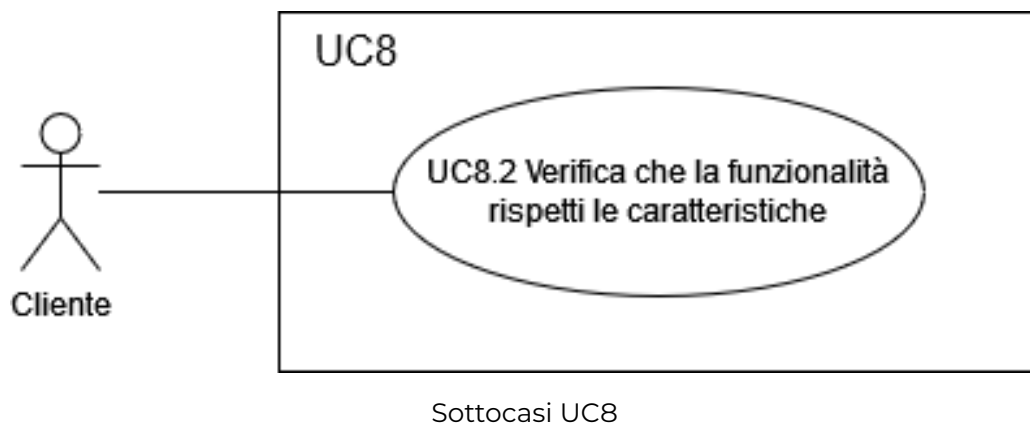 UC8
UC8.2 Verifica che la funzionalità
rispetti le caratteristiche
Cliente
Sottocasi UC8